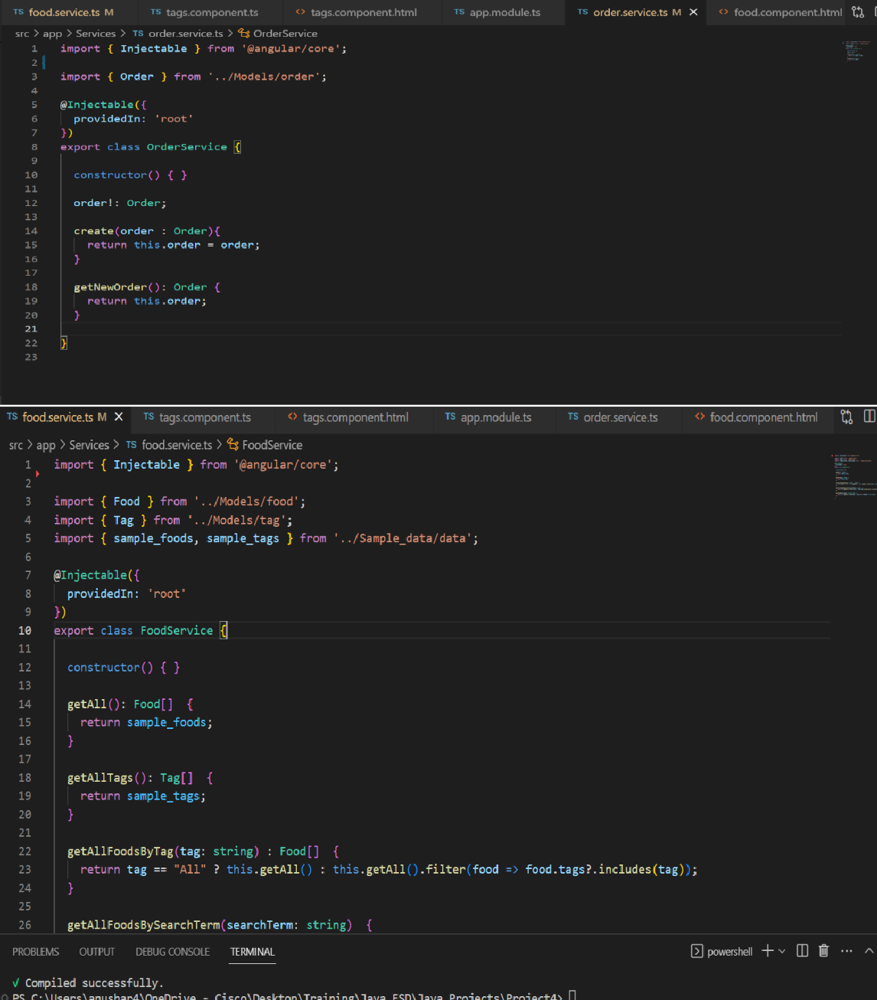 TS food.service.ts M TS tags.component.ts <> tags.component.html TS app.module.ts TS order.service.ts M X <> food.component.html
src > app > Services > TS order.service.ts > OrderService
1 import { Injectable } from '@angular/core';
2
3 import { Order } from '../Models/order';
4
5 @Injectable({
6 providedIn: 'root'
7 })
8 export class OrderService {
9
10 constructor() { }
11
12 order!: Order;
13
14 create(order : Order){
15 return this.order = order;
16 }
17
18 getNewOrder(): Order {
19 return this.order;
20 }
21
22 }
23
TS food.service.ts M X TS tags.component.ts <> tags.component.html TS app.module.ts TS order.service.ts <> food.component.html
src > app > Services > TS food.service.ts > FoodService
1 import { Injectable } from '@angular/core';
2
3 import { Food } from '../Models/food';
4 import { Tag } from '../Models/tag';
5 import { sample_foods, sample_tags } from '../Sample_data/data';
6
7 @Injectable({
8 providedIn: 'root'
9 })
10 export class FoodService {
11
12 constructor() { }
13
14 getAll(): Food[] {
15 return sample_foods;
16 }
17
18 getAllTags(): Tag[] {
19 return sample_tags;
20 }
21
22 getAllFoodsByTag(tag: string) : Food[] {
23 return tag == "All" ? this.getAll() : this.getAll().filter(food => food.tags?.includes(tag));
24 }
25
26 getAllFoodsBySearchTerm(searchTerm: string) {
PROBLEMS OUTPUT DEBUG CONSOLE TERMINAL powershell
√ Compiled successfully.
PS C:\Users\anushar4\OneDrive - Cisco\Desktop\Training\Java FSD\Java Projects\Project4>